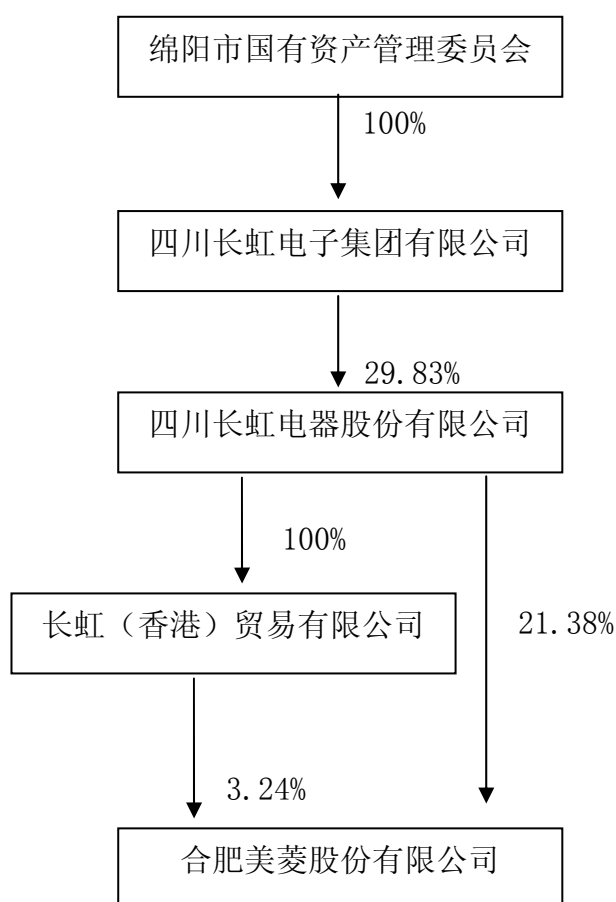 绵阳市国有资产管理委员会
100%
四川长虹电子集团有限公司
29.83%
四川长虹电器股份有限公司
100%
长虹（香港）贸易有限公司
21.38%
3.24%
合肥美菱股份有限公司